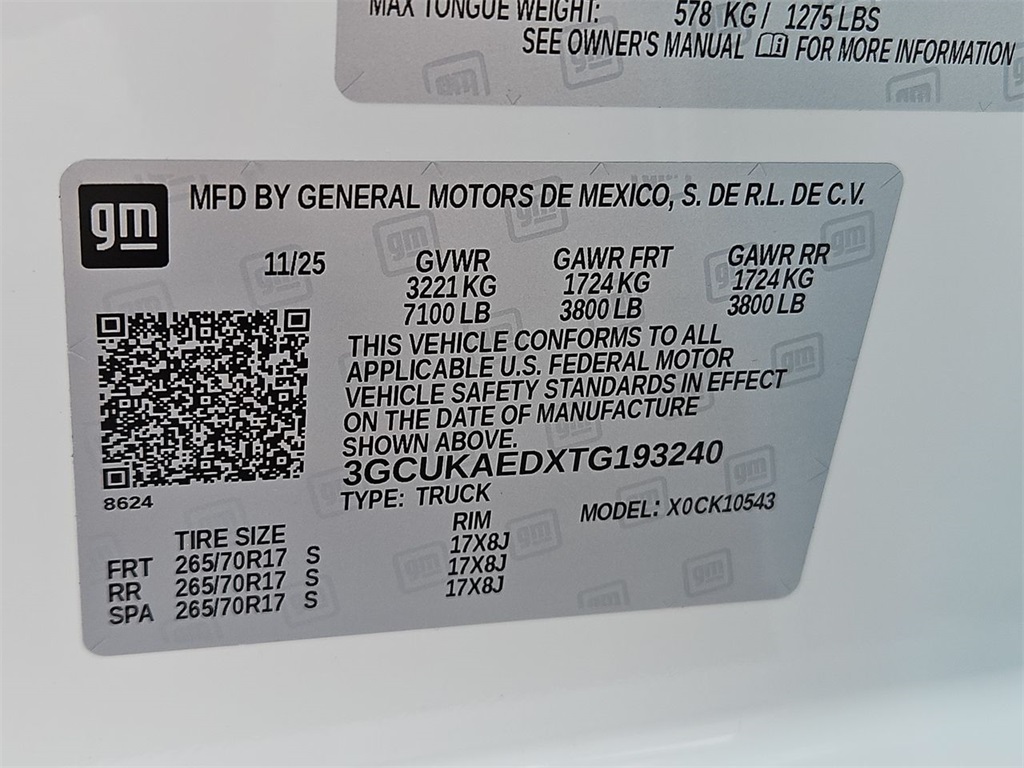 MAX TONGUE WEIGHT: 578 KG / 1275 LBS
SEE OWNER'S MANUAL FOR MORE INFORMATION
gm
MFD BY GENERAL MOTORS DE MEXICO, S. DE R.L. DE C.V.
11/25 GVWR GAWR FRT GAWR RR
3221 KG 1724 KG 1724 KG
7100 LB 3800 LB 3800 LB
THIS VEHICLE CONFORMS TO ALL
APPLICABLE U.S. FEDERAL MOTOR
VEHICLE SAFETY STANDARDS IN EFFECT
ON THE DATE OF MANUFACTURE
SHOWN ABOVE.
3GCUKAEDXTG193240
8624
TYPE: TRUCK MODEL: X0CK10543
TIRE SIZE RIM
FRT 265/70R17 S 17X8J
RR 265/70R17 S 17X8J
SPA 265/70R17 S 17X8J